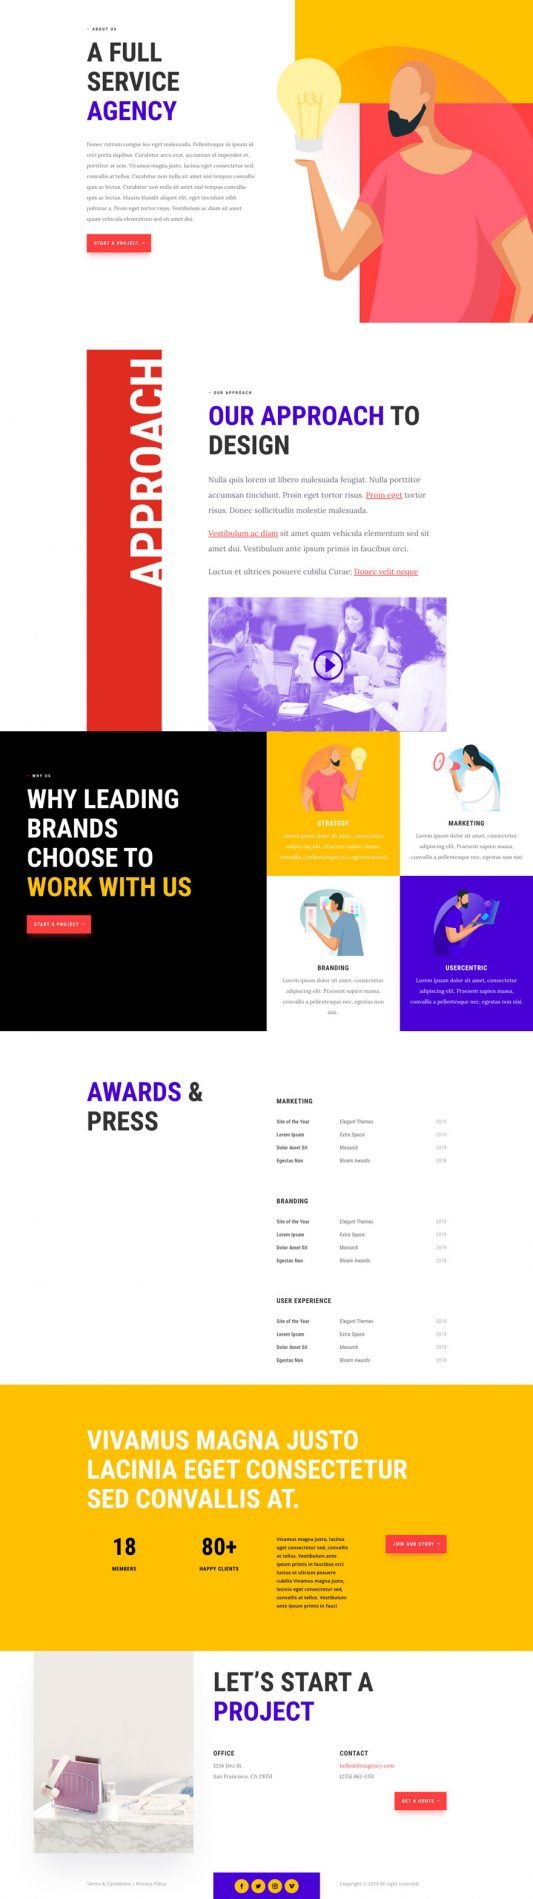 – ABOUT US
A FULL
SERVICE
AGENCY
Donec rutrum congue leo eget malesuada. Pellentesque in ipsum id
orci porta dapibus. Curabitur arcu erat, accumsan id imperdiet et,
porttitor at sem. Vivamus magna justo, lacinia eget consectetur sed,
convallis at tellus. Curabitur non nulla sit amet nisl tempus convallis
quis ac lectus. Curabitur non nulla sit amet nisl tempus convallis
quis ac lectus. Mauris blandit aliquet elit, eget tincidunt nibh
pulvinar a. Proin eget tortor risus. Vestibulum ac diam sit amet
quam vehicula elementum sed sit amet dui.
START A PROJECT
APPROACH
– OUR APPROACH
OUR APPROACH TO
DESIGN
Nulla quis lorem ut libero malesuada feugiat. Nulla porttitor
accumsan tincidunt. Proin eget tortor risus. Proin eget tortor
risus. Donec sollicitudin molestie malesuada.
Vestibulum ac diam sit amet quam vehicula elementum sed sit
amet dui. Vestibulum ante ipsum primis in faucibus orci.
Luctus et ultrices posuere cubilia Curae; Donec velit neque
– WHY US
WHY LEADING
BRANDS
CHOOSE TO
WORK WITH US
START A PROJECT
STRATEGY
Lorem ipsum dolor sit amet, consectetur
adipiscing elit. Praesent sapien massa,
convallis a pellentesque nec, egestas non ni
MARKETING
Lorem ipsum dolor sit amet, consectetur
adipiscing elit. Praesent sapien massa,
convallis a pellentesque nec, egestas non nisi
BRANDING
Lorem ipsum dolor sit amet, consectetur
adipiscing elit. Praesent sapien massa,
convallis a pellentesque nec, egestas non
nisi.
USERCENTRIC
Lorem ipsum dolor sit amet, consectetur
adipiscing elit. Praesent sapien massa,
convallis a pellentesque nec, egestas non nisi.
AWARDS &
PRESS
MARKETING
Site of the Year Elegant Themes 2019
Lorem Ipsum Extra Space 2019
Dolor Amet Sit Monarch 2019
Egestas Non Bloom Awards 2018
BRANDING
Site of the Year Elegant Themes 2019
Lorem Ipsum Extra Space 2019
Dolor Amet Sit Monarch 2019
Egestas Non Bloom Awards 2018
USER EXPERIENCE
Site of the Year Elegant Themes 2019
Lorem Ipsum Extra Space 2019
Dolor Amet Sit Monarch 2019
Egestas Non Bloom Awards 2018
VIVAMUS MAGNA JUSTO
LACINIA EGET CONSECTETUR
SED CONVALLIS AT.
18
MEMBERS
80+
HAPPY CLIENTS
Vivamus magna justo, lacinia
eget consectetur sed, convallis
at tellus. Vestibulum ante
ipsum primis in faucibus orci
luctus et ultrices posuere
cubilia Vivamus magna justo,
lacinia eget consectetur sed,
convallis at tellus. Vestibulum
ante ipsum primis in fauci
JOIN OUR STORY
LET’S START A
PROJECT
OFFICE
1234 Divi St.
San Francisco, CA 29351
CONTACT
hello@diviagency.com
(235) 462-1351
GET A QUOTE
Terms & Conditions | Privacy Policy
Copyright © 2019 All right reserved.